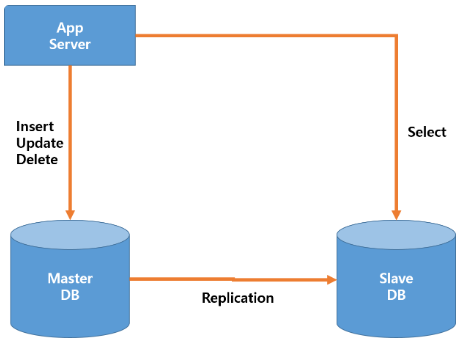 App
Server
Insert
Update
Delete
Select
Master
DB
Replication
Slave
DB